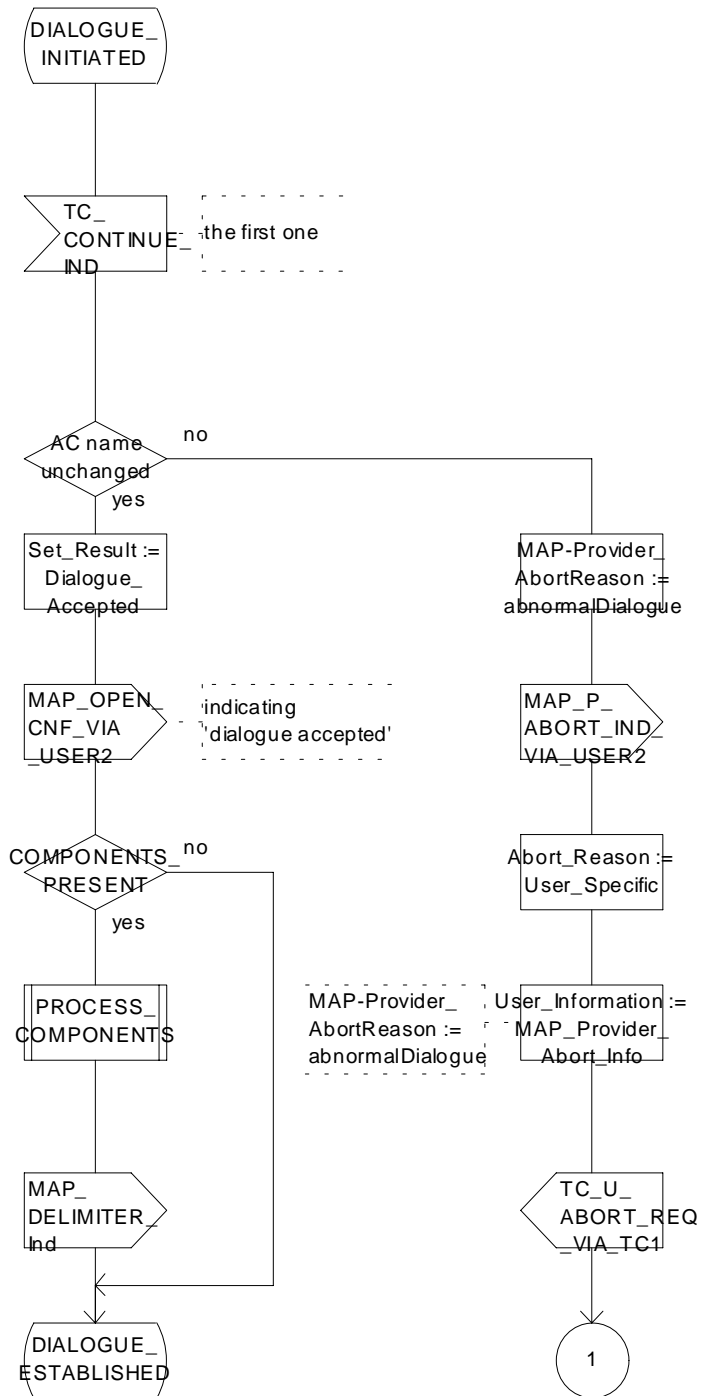 DIALOGUE_
INITIATED
TC_
CONTINUE_
IND
the first one
AC name
unchanged
no
yes
Set_Result :=
Dialogue_
Accepted
MAP-Provider_
AbortReason :=
abnormalDialogue
MAP_OPEN_
CNF_VIA
_USER2
indicating
'dialogue accepted'
MAP_P_
ABORT_IND_
VIA_USER2
COMPONENTS_
PRESENT
no
yes
Abort_Reason :=
User_Specific
PROCESS_
COMPONENTS
MAP-Provider_
AbortReason :=
abnormalDialogue
User_Information :=
MAP_Provider_
Abort_Info
MAP_
DELIMITER_
Ind
TC_U_
ABORT_REQ
_VIA_TC1
DIALOGUE_
ESTABLISHED
1